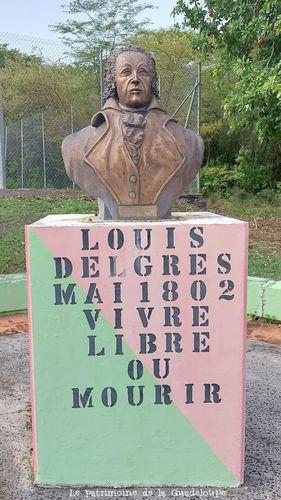 LOUIS
DELGRES
MAI 1802
VIVRE
LIBRE
OU
MOURIR
Le patrimoine de la Guadeloupe